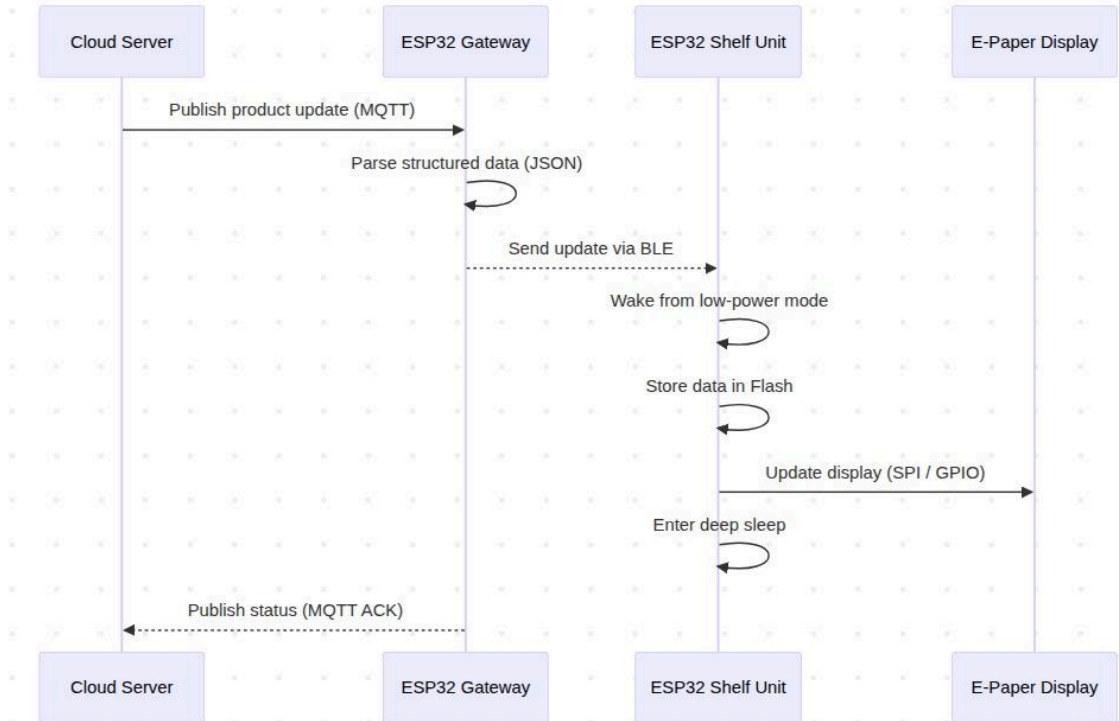 Cloud Server
ESP32 Gateway
ESP32 Shelf Unit
E-Paper Display
Publish product update (MQTT)
Parse structured data (JSON)
Send update via BLE
Wake from low-power mode
Store data in Flash
Update display (SPI / GPIO)
Enter deep sleep
Publish status (MQTT ACK)
Cloud Server
ESP32 Gateway
ESP32 Shelf Unit
E-Paper Display